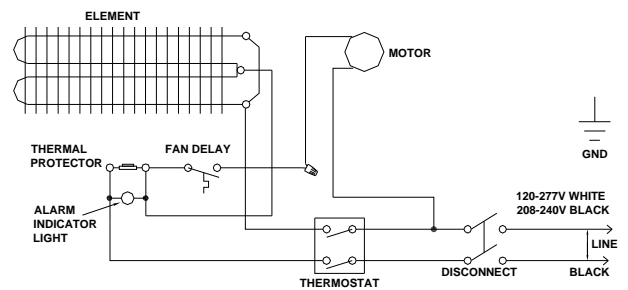 ELEMENT
MOTOR
GND
THERMAL
PROTECTOR
FAN DELAY
ALARM
INDICATOR
LIGHT
120-277V WHITE
208-240V BLACK
LINE
DISCONNECT
BLACK
THERMOSTAT